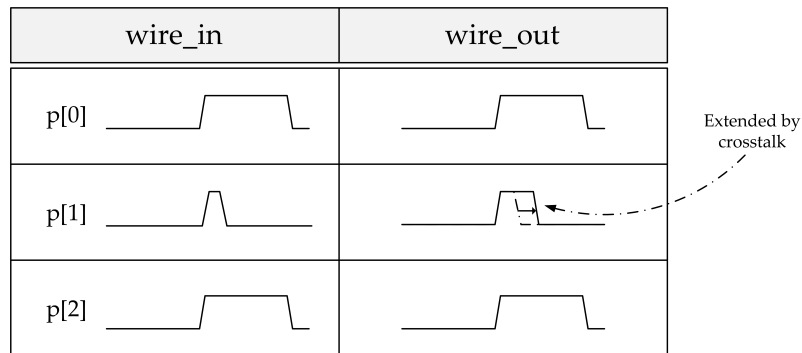 wire_in wire_out
p[0]
Extended by
crosstalk
p[1]
p[2]